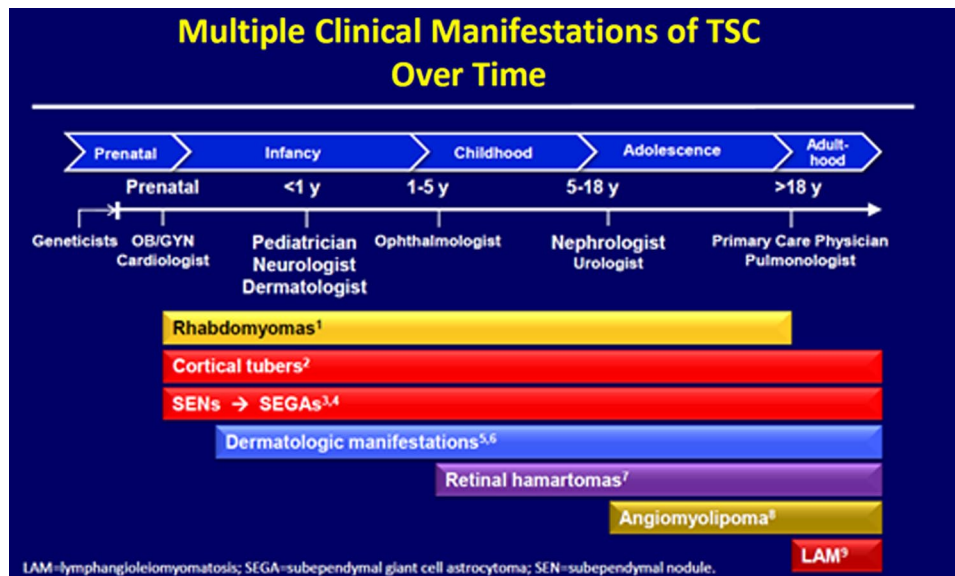 Multiple Clinical Manifestations of TSC
Over Time
Prenatal
Infancy
Childhood
Adolescence
Adult-
hood
Prenatal
<1 y
1-5 y
5-18 y
>18 y
Geneticists
OB/GYN
Cardiologist
Pediatrician
Neurologist
Dermatologist
Ophthalmologist
Nephrologist
Urologist
Primary Care Physician
Pulmonologist
Rhabdomyomas¹
Cortical tubers²
SENs → SEGAs³,⁴
Dermatologic manifestations⁵,⁶
Retinal hamartomas⁷
Angiomyolipoma⁸
LAM⁹
LAM=lymphangioleiomyomatosis; SEGA=subependymal giant cell astrocytoma; SEN=subependymal nodule.